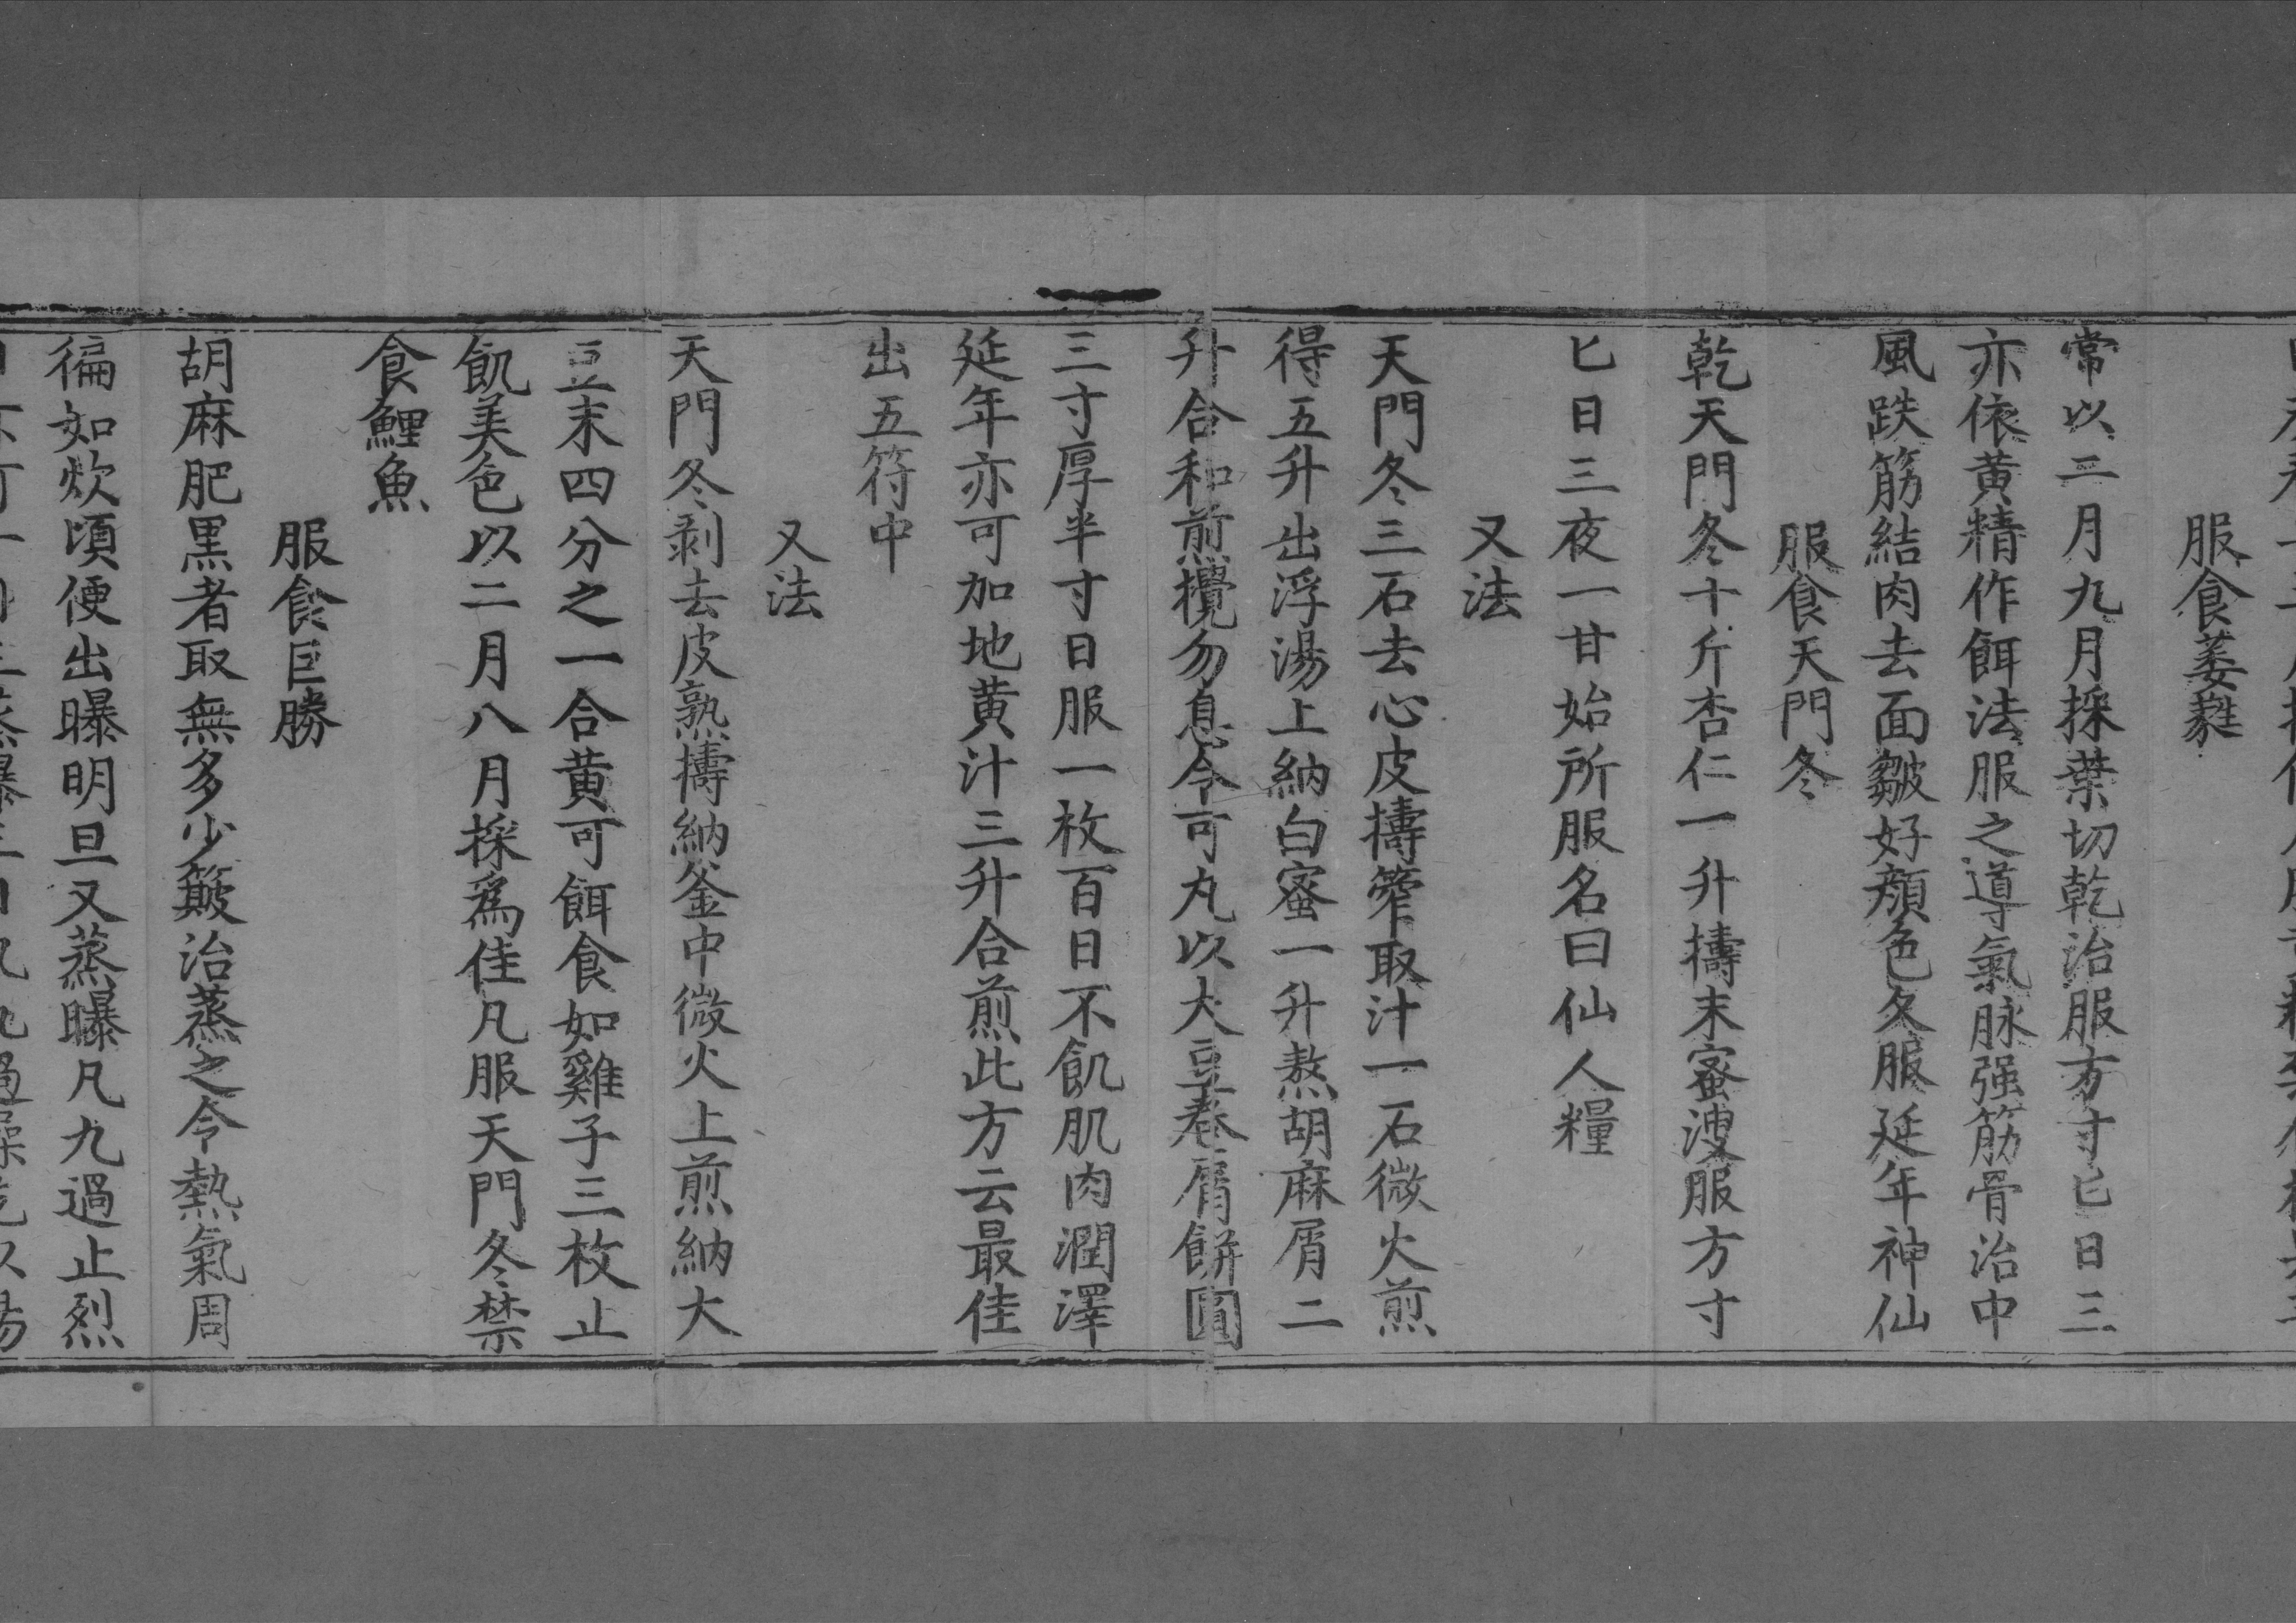 服食萎蕤
常以二月九月採葉切乾治服方寸匕日三
亦依黄精作餌法服之導氣脉强筋骨治中
風跌筋結肉去面皺好顔色久服延年神仙
服食天門冬
乾天門冬十斤杏仁一升擣末蜜溲服方寸
匕日三夜一甘始所服名曰仙人糧
又法
天門冬三石去心皮擣窄取汁一石微火煎
得五升出浮湯上納白蜜一升熬胡麻屑二
升合和煎攪勿息令可丸以大豆卷屑餅圓
三寸厚半寸日服一枚百日不飢肌肉潤澤
延年亦可加地黄汁三升合煎此方云最佳
出五符中
又法
天門冬剥去皮熟擣納釜中微火上煎納大
豆末四分之一合黄可餌食如雞子三枚止
飢美色以二月八月採爲佳凡服天門冬禁
食鯉魚
服食巨勝
胡麻肥黒者取無多少簸治蒸之令熱氣周
徧如炊頃便出曝明旦又蒸曝凡九過止烈